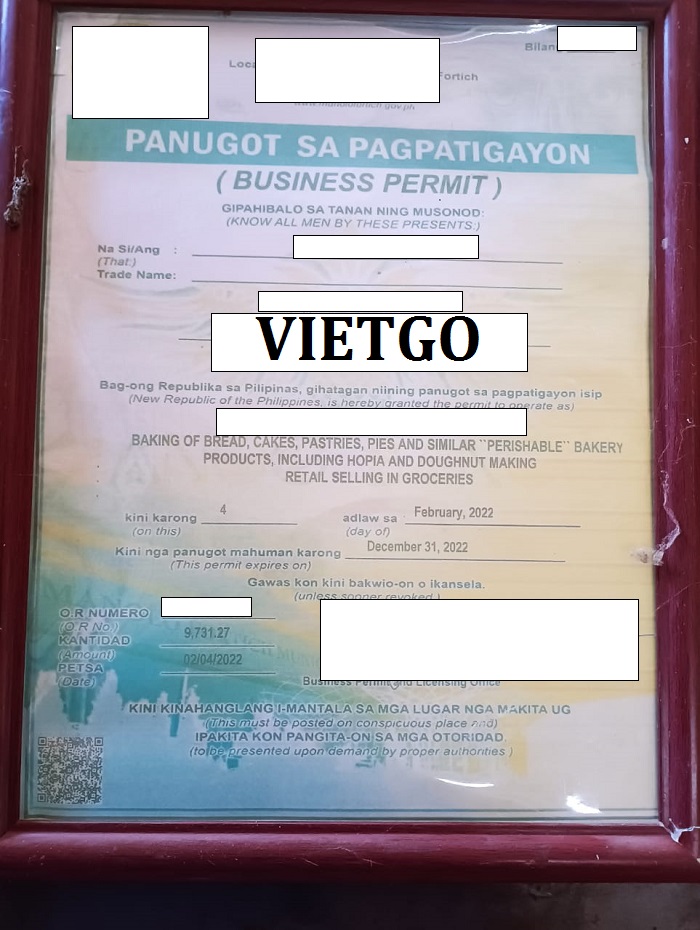 Bilan
Loca
Fortich
www.manolofortich.gov.ph
PANUGOT SA PAGPATIGAYON
( BUSINESS PERMIT )
GIPAHIBALO SA TANAN NING MUSONOD:
(KNOW ALL MEN BY THESE PRESENTS:)
Na Si/Ang :
(That:)
Trade Name:
VIETGO
Bag-ong Republika sa Pilipinas, gihatagan niining panugot sa pagpatigayon isip
(New Republic of the Philippines, is hereby granted the permit to operate as)
BAKING OF BREAD, CAKES, PASTRIES, PIES AND SIMILAR ``PERISHABLE`` BAKERY
PRODUCTS, INCLUDING HOPIA AND DOUGHNUT MAKING
RETAIL SELLING IN GROCERIES
kini karong 4 adlaw sa February, 2022
(on this) (day of)
Kini nga panugot mahuman karong December 31, 2022
(This permit expires on)
Gawas kon kini bakwio-on o ikansela.
(unless sooner revoked.)
O.R NUMERO
(O.R No.)
KANTIDAD 9,731.27
(Amount)
PETSA 02/04/2022
(Date)
Business Permit and Licensing Office
KINI KINAHANGLANG I-MANTALA SA MGA LUGAR NGA MAKITA UG
(This must be posted on conspicuous place and)
IPAKITA KON PANGITA-ON SA MGA OTORIDAD.
(to be presented upon demand by proper authorities.)